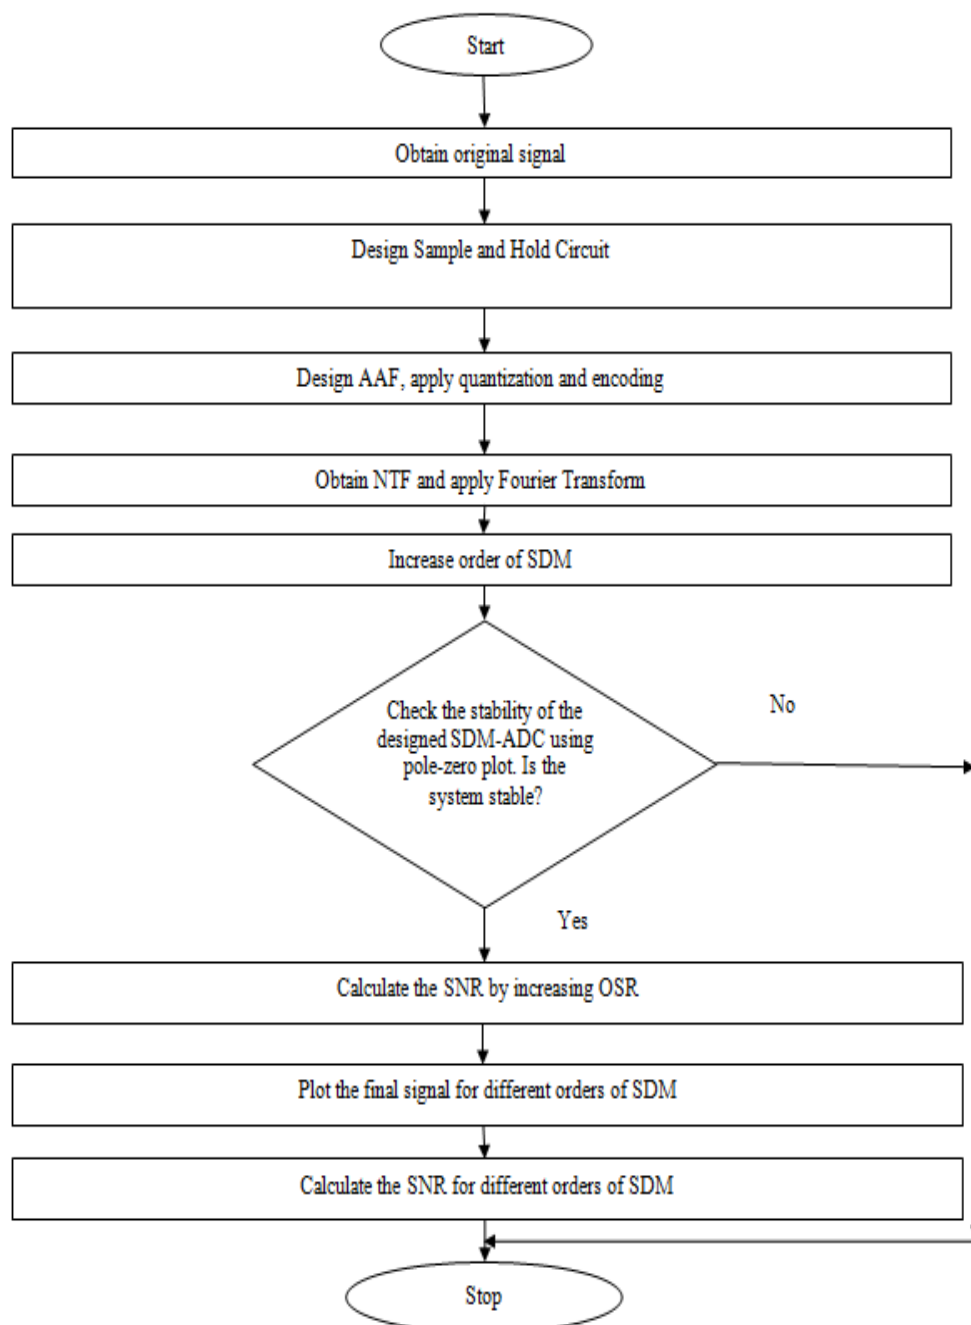 Start
Obtain original signal
Design Sample and Hold Circuit
Design AAF, apply quantization and encoding
Obtain NTF and apply Fourier Transform
Increase order of SDM
Check the stability of the
designed SDM-ADC using
pole-zero plot. Is the
system stable?
No
Yes
Calculate the SNR by increasing OSR
Plot the final signal for different orders of SDM
Calculate the SNR for different orders of SDM
Stop